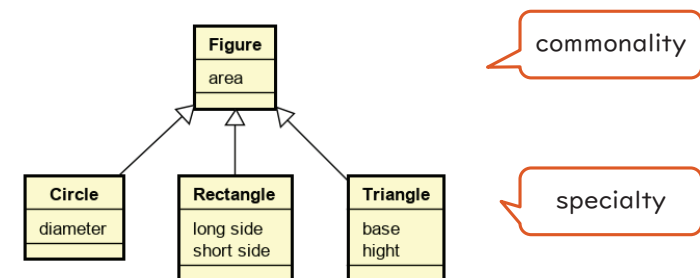 Figure
area
commonality
Circle
diameter
Rectangle
long side
short side
Triangle
base
hight
specialty